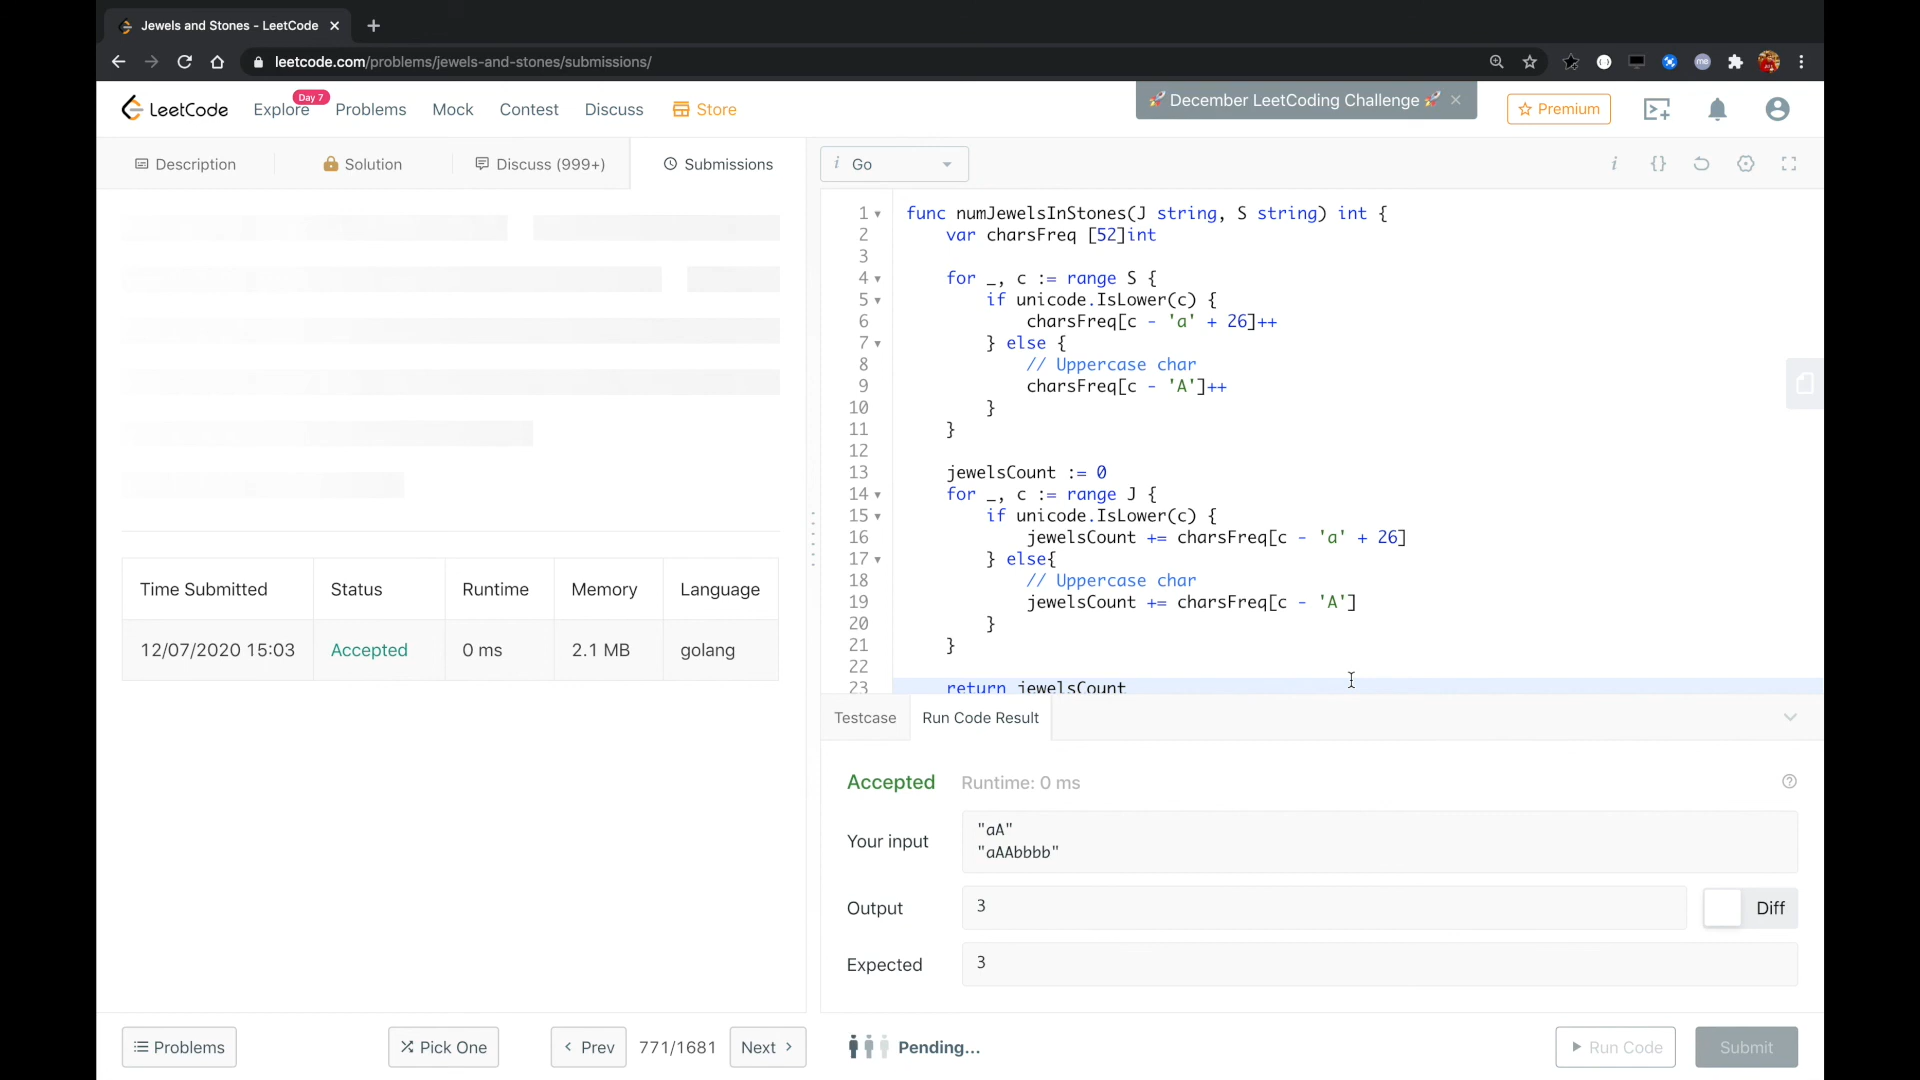 Jewels and Stones - LeetCode
leetcode.com/problems/jewels-and-stones/submissions/
LeetCode
Explore
Day 7
Problems
Mock
Contest
Discuss
Store
🚀 December LeetCoding Challenge 🚀
Premium
Description
Solution
Discuss (999+)
Submissions
Time Submitted Status Runtime Memory Language
12/07/2020 15:03 Accepted 0 ms 2.1 MB golang
Problems
Pick One
Prev
771/1681
Next
i Go
1 func numJewelsInStones(J string, S string) int {
2 var charsFreq [52]int
3
4 for _, c := range S {
5 if unicode.IsLower(c) {
6 charsFreq[c - 'a' + 26]++
7 } else {
8 // Uppercase char
9 charsFreq[c - 'A']++
10 }
11 }
12
13 jewelsCount := 0
14 for _, c := range J {
15 if unicode.IsLower(c) {
16 jewelsCount += charsFreq[c - 'a' + 26]
17 } else{
18 // Uppercase char
19 jewelsCount += charsFreq[c - 'A']
20 }
21 }
22
23 return jewelsCount
Testcase
Run Code Result
Accepted Runtime: 0 ms
Your input
"aA"
"aAAbbbb"
Output
3
Diff
Expected
3
Pending...
Run Code
Submit